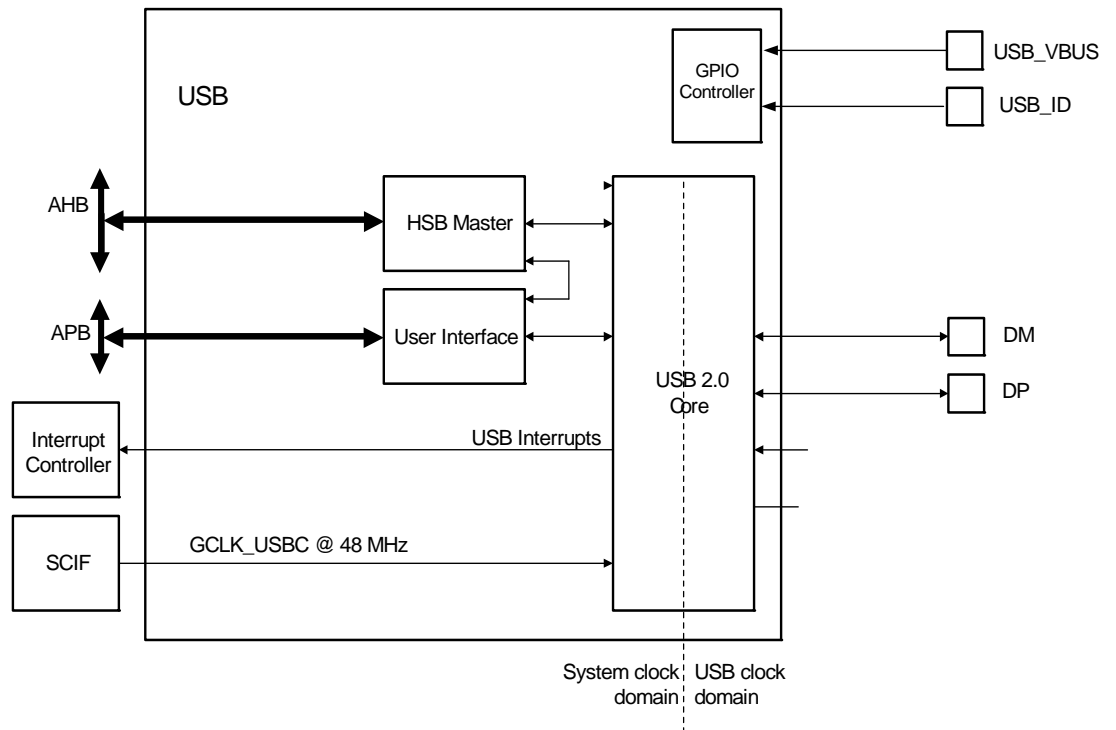 USB
GPIO
Controller
USB_VBUS
USB_ID
AHB
HSB Master
APB
User Interface
DM
USB 2.0
Core
DP
Interrupt
Controller
USB Interrupts
SCIF
GCLK_USBC @ 48 MHz
System clock
domain
USB clock
domain